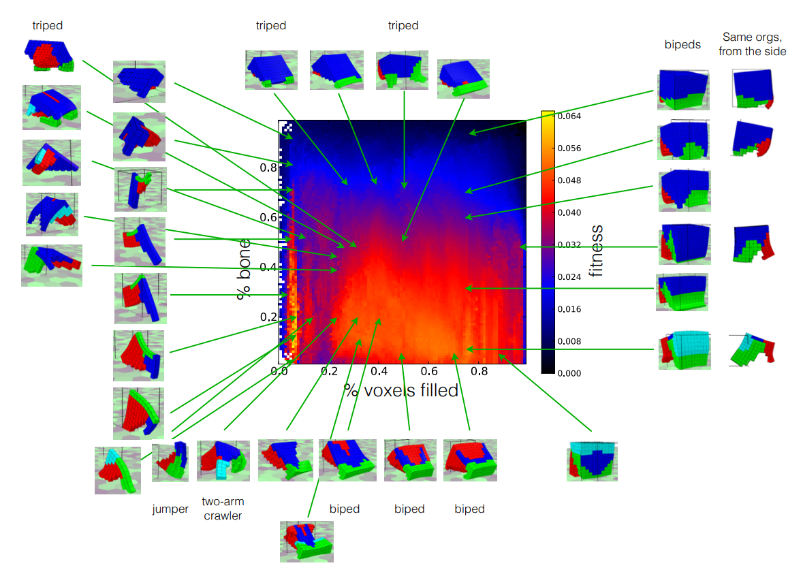 triped
triped
triped
bipeds
Same orgs,
from the side
0.8
0.6
0.4
0.2
% bone
0.0
0.2
0.4
0.6
0.8
% voxels filled
0.064
0.056
0.048
0.040
0.032
0.024
0.016
0.008
0.000
fitness
jumper
two-arm
crawler
biped
biped
biped